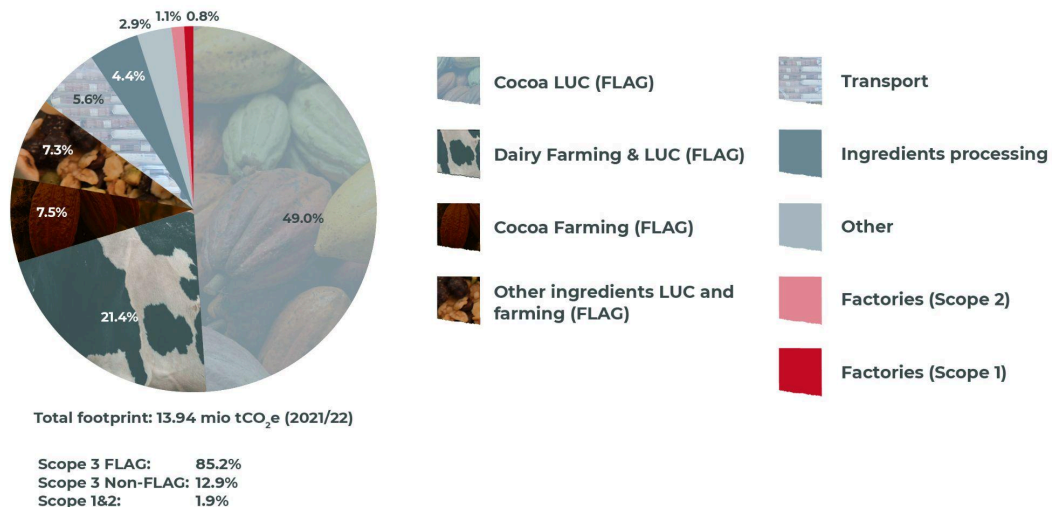 1.1% 0.8%
2.9%
4.4%
5.6%
7.3%
7.5%
49.0%
21.4%
Total footprint: 13.94 mio tCO₂e (2021/22)
Scope 3 FLAG: 85.2%
Scope 3 Non-FLAG: 12.9%
Scope 1&2: 1.9%
Cocoa LUC (FLAG)
Dairy Farming & LUC (FLAG)
Cocoa Farming (FLAG)
Other ingredients LUC and
farming (FLAG)
Transport
Ingredients processing
Other
Factories (Scope 2)
Factories (Scope 1)